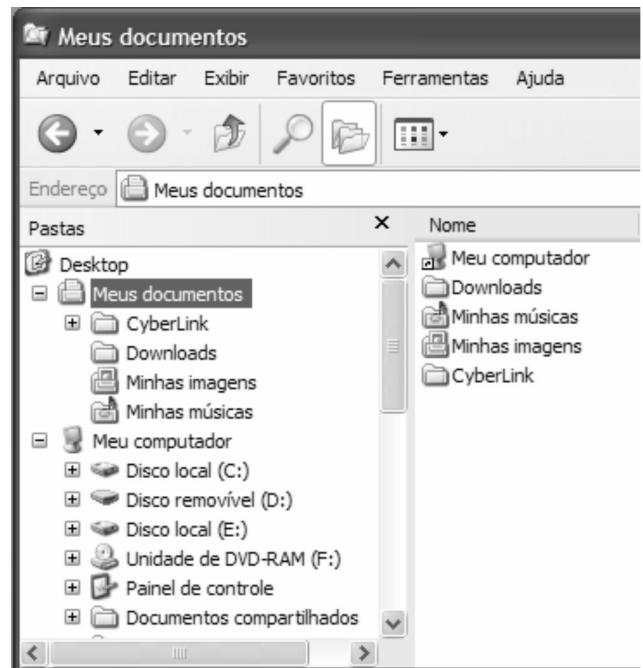 Meus documentos
Arquivo Editar Exibir Favoritos Ferramentas Ajuda
Endereço Meus documentos
Pastas
Desktop
Meus documentos
CyberLink
Downloads
Minhas imagens
Minhas músicas
Meu computador
Disco local (C:)
Disco removível (D:)
Disco local (E:)
Unidade de DVD-RAM (F:)
Painel de controle
Documentos compartilhados
Nome
Meu computador
Downloads
Minhas músicas
Minhas imagens
CyberLink